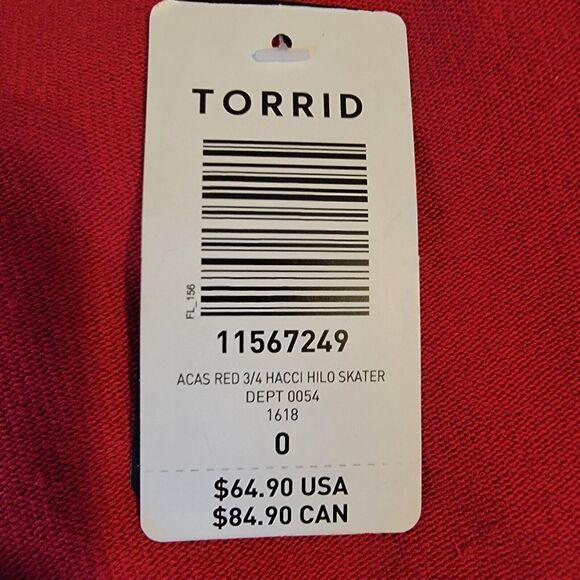 TORRID
FL_156
11567249
ACAS RED 3/4 HACCI HILO SKATER
DEPT 0054
1618
0
$64.90 USA
$84.90 CAN